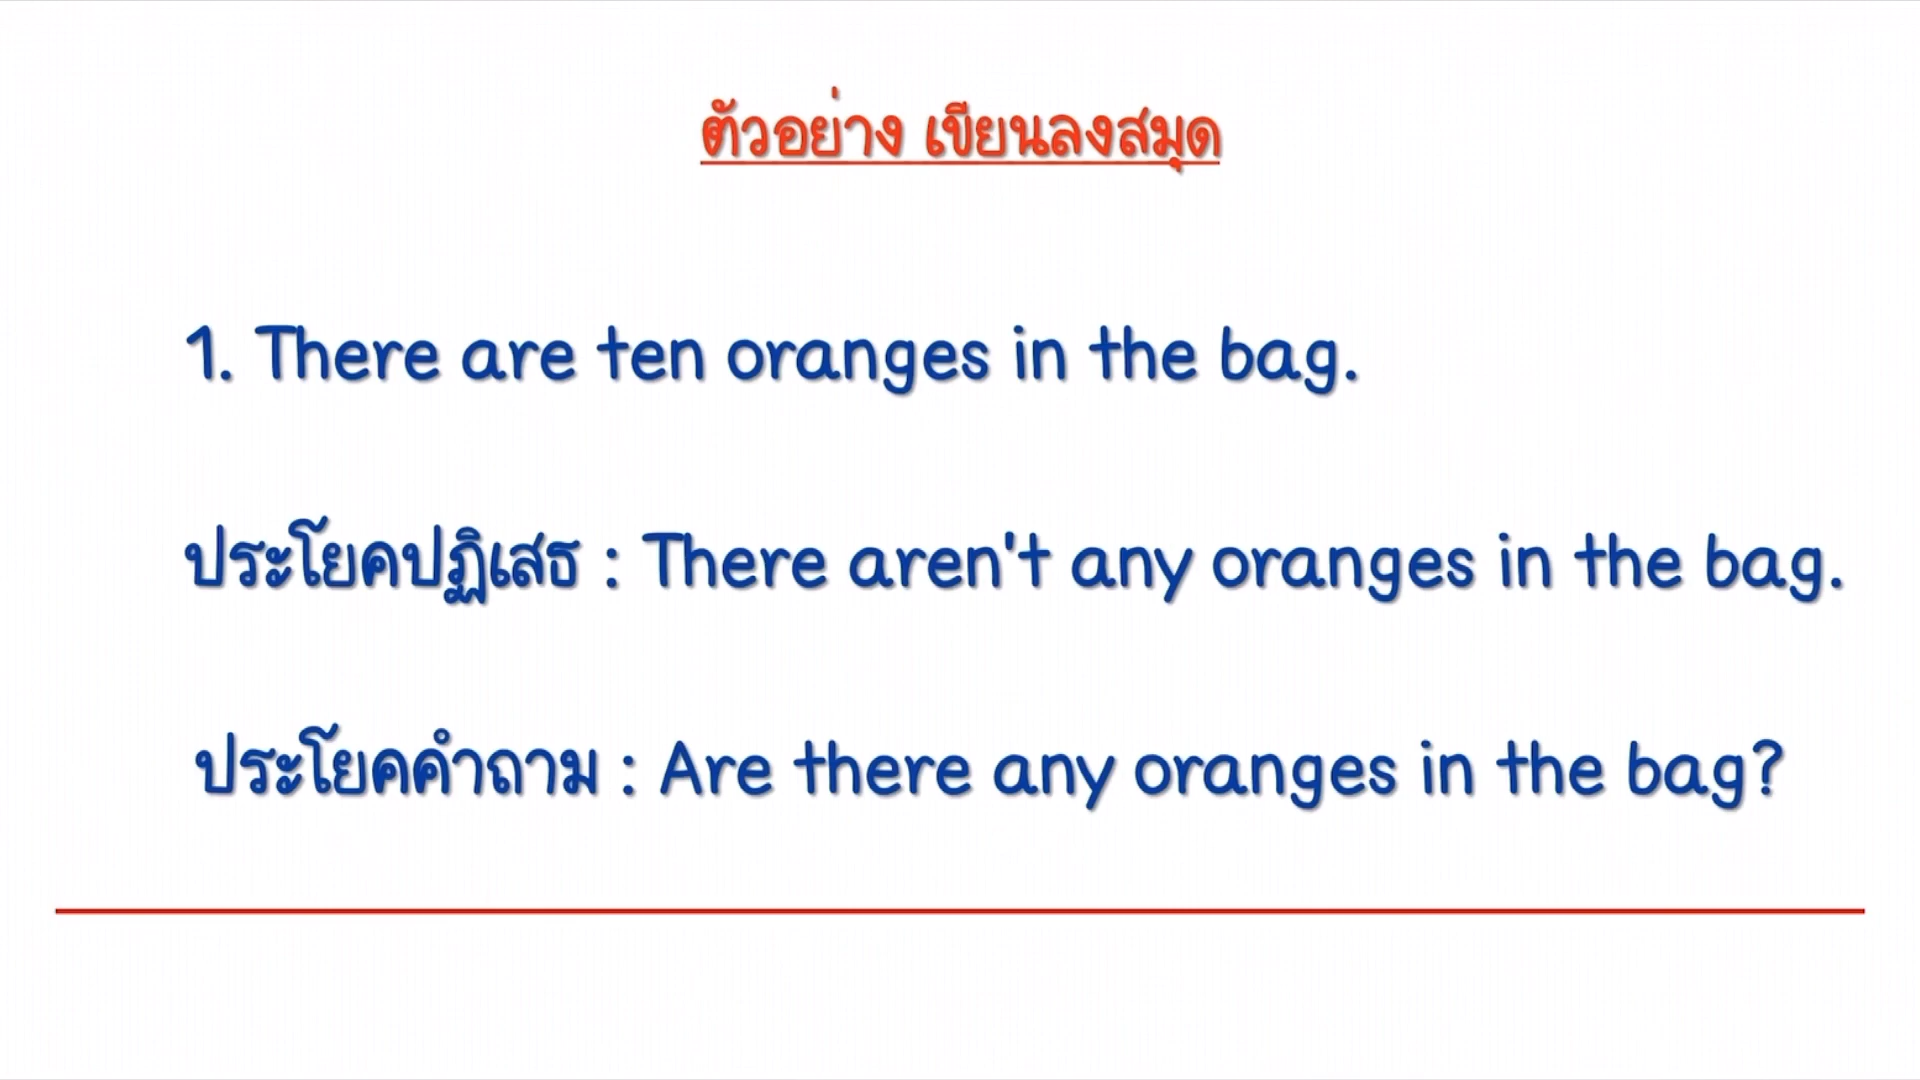 ตัวอย่าง เขียนลงสมุด
1. There are ten oranges in the bag.
ประโยคปฏิเสธ : There aren't any oranges in the bag.
ประโยคคำถาม : Are there any oranges in the bag?